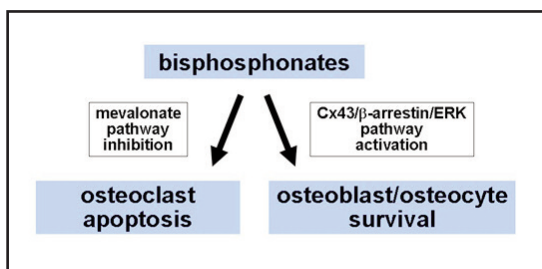 bisphosphonates
mevalonate
pathway
inhibition
Cx43/β-arrestin/ERK
pathway
activation
osteoclast
apoptosis
osteoblast/osteocyte
survival